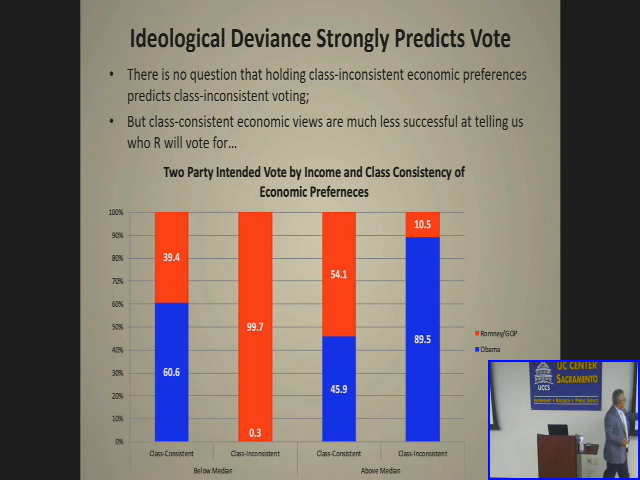 Ideological Deviance Strongly Predicts Vote
• There is no question that holding class-inconsistent economic preferences
predicts class-inconsistent voting;
• But class-consistent economic views are much less successful at telling us
who R will vote for...
Two Party Intended Vote by Income and Class Consistency of
Economic Preferneces
100%
90%
80%
70%
60%
50%
40%
30%
20%
10%
0%
39.4
60.6
99.7
0.3
54.1
45.9
10.5
89.5
Class-Consistent
Class-Inconsistent
Class-Consistent
Class-Inconsistent
Below Median
Above Median
Romney/GOP
Obama
UC CENTER
SACRAMENTO
UCCS